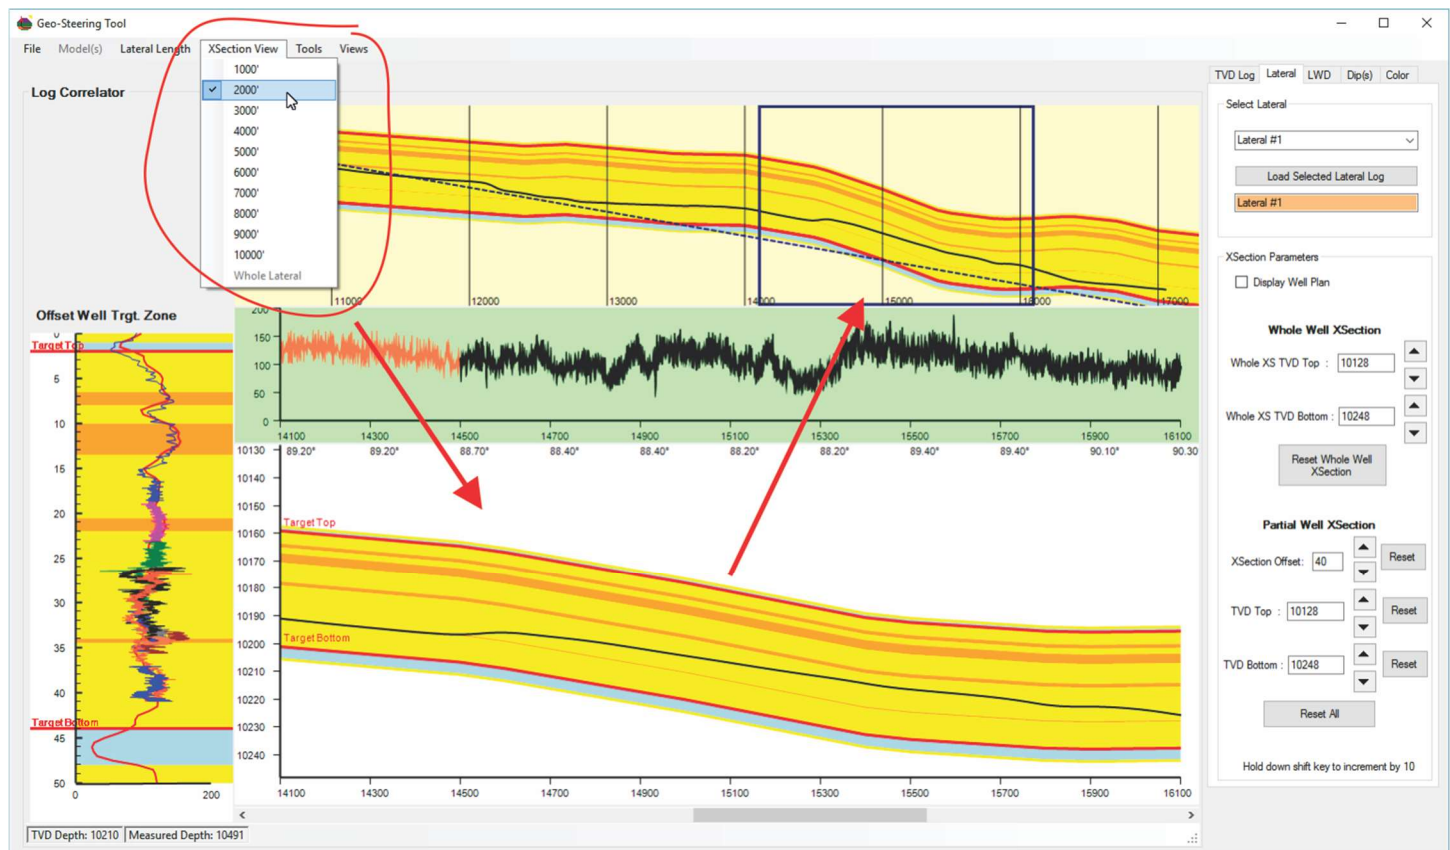 Geo-Steering Tool
File Model(s) Lateral Length XSection View Tools Views
1000'
2000'
3000'
4000'
5000'
6000'
7000'
8000'
9000'
10000'
Whole Lateral
Log Correlator
11000 12000 13000 14000 15000 16000 17000
Offset Well Trgt. Zone
0
Target Top
5
10
15
20
25
30
35
40
Target Bottom
45
50
0 200
200
150
100
50
0
14100 14300 14500 14700 14900 15100 15300 15500 15700 15900 16100
89.20° 89.20° 88.70° 88.40° 88.40° 88.20° 88.20° 89.40° 89.40° 90.10° 90.30
10130
10140
10150
Target Top
10160
10170
10180
10190
Target Bottom
10200
10210
10220
10230
10240
14100 14300 14500 14700 14900 15100 15300 15500 15700 15900 16100
TVD Depth: 10210 Measured Depth: 10491
TVD Log Lateral LWD Dip(s) Color
Select Lateral
Lateral #1
Load Selected Lateral Log
Lateral #1
XSection Parameters
Display Well Plan
Whole Well XSection
Whole XS TVD Top : 10128
Whole XS TVD Bottom : 10248
Reset Whole Well
XSection
Partial Well XSection
XSection Offset: 40 Reset
TVD Top : 10128 Reset
TVD Bottom : 10248 Reset
Reset All
Hold down shift key to increment by 10